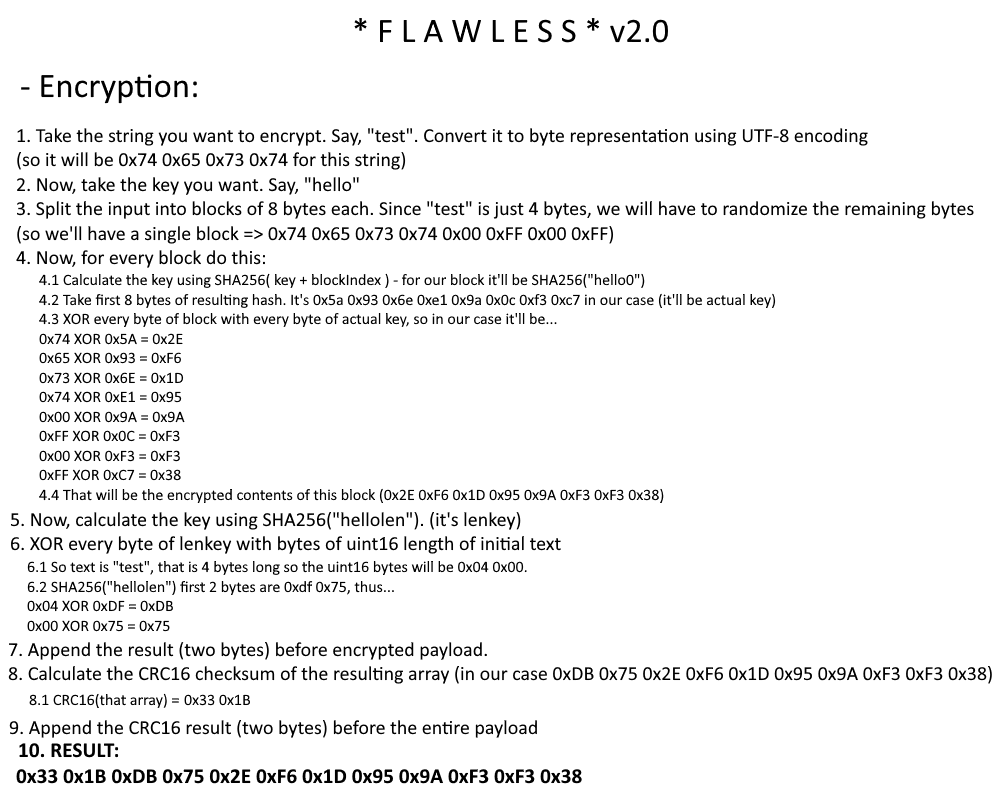 * F L A W L E S S * v2.0
- Encryption:
1. Take the string you want to encrypt. Say, "test". Convert it to byte representation using UTF-8 encoding
(so it will be 0x74 0x65 0x73 0x74 for this string)
2. Now, take the key you want. Say, "hello"
3. Split the input into blocks of 8 bytes each. Since "test" is just 4 bytes, we will have to randomize the remaining bytes
(so we'll have a single block => 0x74 0x65 0x73 0x74 0x00 0xFF 0x00 0xFF)
4. Now, for every block do this:
4.1 Calculate the key using SHA256( key + blockIndex ) - for our block it'll be SHA256("hello0")
4.2 Take first 8 bytes of resulting hash. It's 0x5a 0x93 0x6e 0xe1 0x9a 0x0c 0xf3 0xc7 in our case (it'll be actual key)
4.3 XOR every byte of block with every byte of actual key, so in our case it'll be...
0x74 XOR 0x5A = 0x2E
0x65 XOR 0x93 = 0xF6
0x73 XOR 0x6E = 0x1D
0x74 XOR 0xE1 = 0x95
0x00 XOR 0x9A = 0x9A
0xFF XOR 0x0C = 0xF3
0x00 XOR 0xF3 = 0xF3
0xFF XOR 0xC7 = 0x38
4.4 That will be the encrypted contents of this block (0x2E 0xF6 0x1D 0x95 0x9A 0xF3 0xF3 0x38)
5. Now, calculate the key using SHA256("hellolen"). (it's lenkey)
6. XOR every byte of lenkey with bytes of uint16 length of initial text
6.1 So text is "test", that is 4 bytes long so the uint16 bytes will be 0x04 0x00.
6.2 SHA256("hellolen") first 2 bytes are 0xdf 0x75, thus...
0x04 XOR 0xDF = 0xDB
0x00 XOR 0x75 = 0x75
7. Append the result (two bytes) before encrypted payload.
8. Calculate the CRC16 checksum of the resulting array (in our case 0xDB 0x75 0x2E 0xF6 0x1D 0x95 0x9A 0xF3 0xF3 0x38)
8.1 CRC16(that array) = 0x33 0x1B
9. Append the CRC16 result (two bytes) before the entire payload
10. RESULT:
0x33 0x1B 0xDB 0x75 0x2E 0xF6 0x1D 0x95 0x9A 0xF3 0xF3 0x38